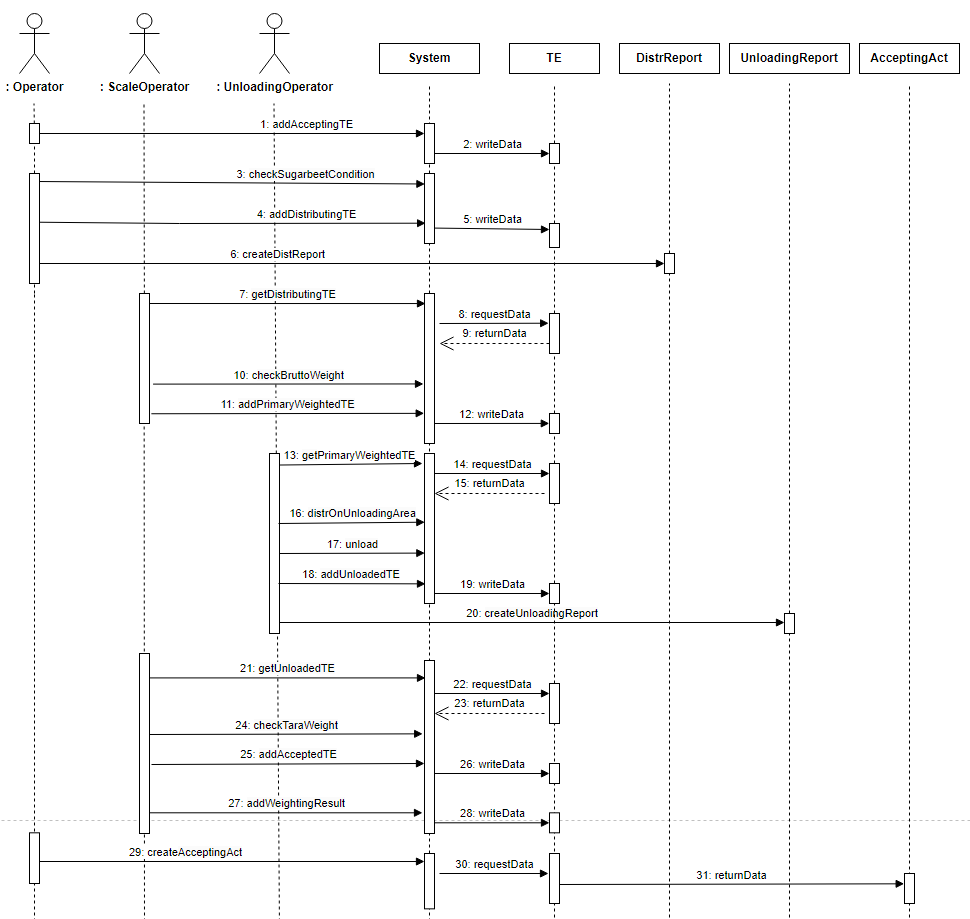 System
TE
DistrReport
UnloadingReport
AcceptingAct
: Operator
: ScaleOperator
: UnloadingOperator
1: addAcceptingTE
2: writeData
3: checkSugarbeetCondition
4: addDistributingTE
5: writeData
6: createDistReport
7: getDistributingTE
8: requestData
9: returnData
10: checkBruttoWeight
11: addPrimaryWeightedTE
12: writeData
13: getPrimaryWeightedTE
14: requestData
15: returnData
16: distrOnUnloadingArea
17: unload
18: addUnloadedTE
19: writeData
20: createUnloadingReport
21: getUnloadedTE
22: requestData
23: returnData
24: checkTaraWeight
25: addAcceptedTE
26: writeData
27: addWeightingResult
28: writeData
29: createAcceptingAct
30: requestData
31: returnData